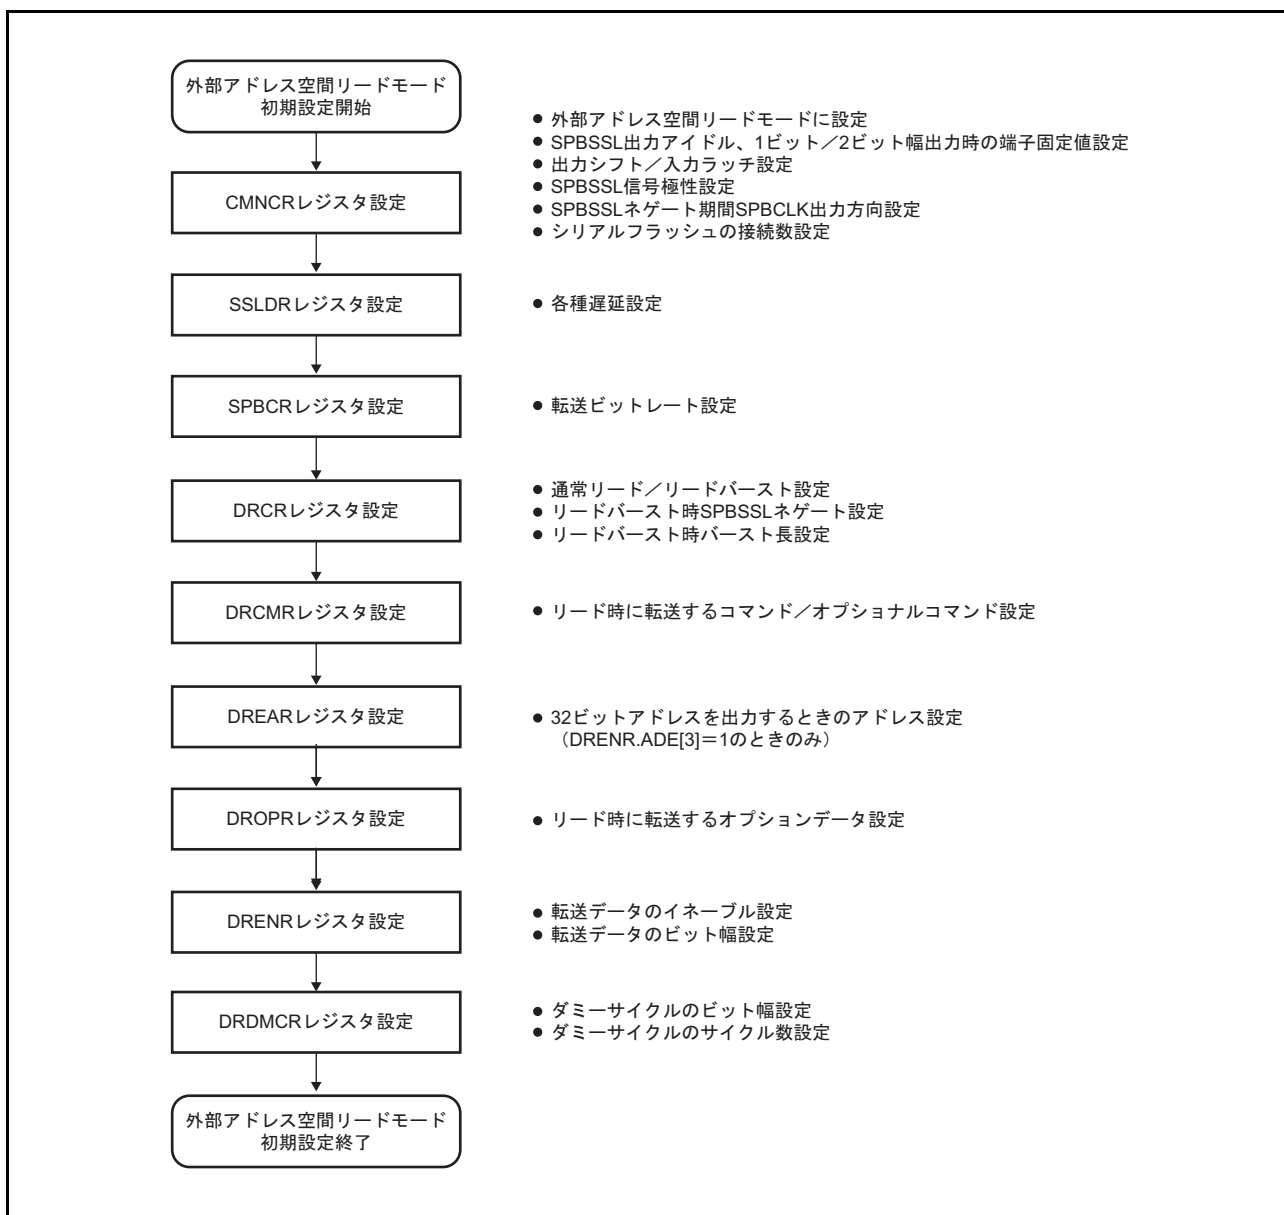 外部アドレス空間リードモード
初期設定開始
● 外部アドレス空間リードモードに設定
● SPBSSL出力アイドル、1ビット／2ビット幅出力時の端子固定値設定
● 出力シフト／入力ラッチ設定
● SPBSSL信号極性設定
● SPBSSLネゲート期間SPBCLK出力方向設定
● シリアルフラッシュの接続数設定
CMNCRレジスタ設定
SSLDRレジスタ設定
● 各種遅延設定
SPBCRレジスタ設定
● 転送ビットレート設定
DRCRレジスタ設定
● 通常リード／リードバースト設定
● リードバースト時SPBSSLネゲート設定
● リードバースト時バースト長設定
DRCMRレジスタ設定
● リード時に転送するコマンド／オプショナルコマンド設定
DREARレジスタ設定
● 32ビットアドレスを出力するときのアドレス設定
（DRENR.ADE[3]＝1のときのみ）
DROPRレジスタ設定
● リード時に転送するオプションデータ設定
DRENRレジスタ設定
● 転送データのイネーブル設定
● 転送データのビット幅設定
DRDMCRレジスタ設定
● ダミーサイクルのビット幅設定
● ダミーサイクルのサイクル数設定
外部アドレス空間リードモード
初期設定終了